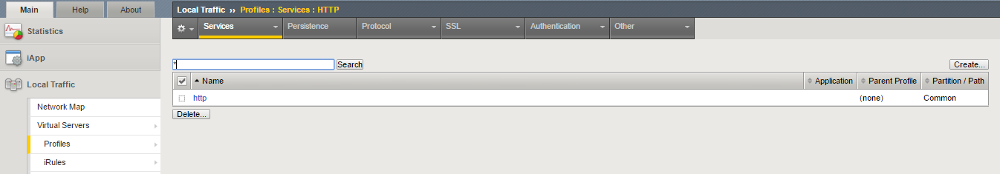 Main Help About
Local Traffic ›› Profiles : Services : HTTP
Services Persistence Protocol SSL Authentication Other
Statistics
iApp
Local Traffic
Network Map
Virtual Servers
Profiles
iRules
* Search Create...
Name Application Parent Profile Partition / Path
http (none) Common
Delete...